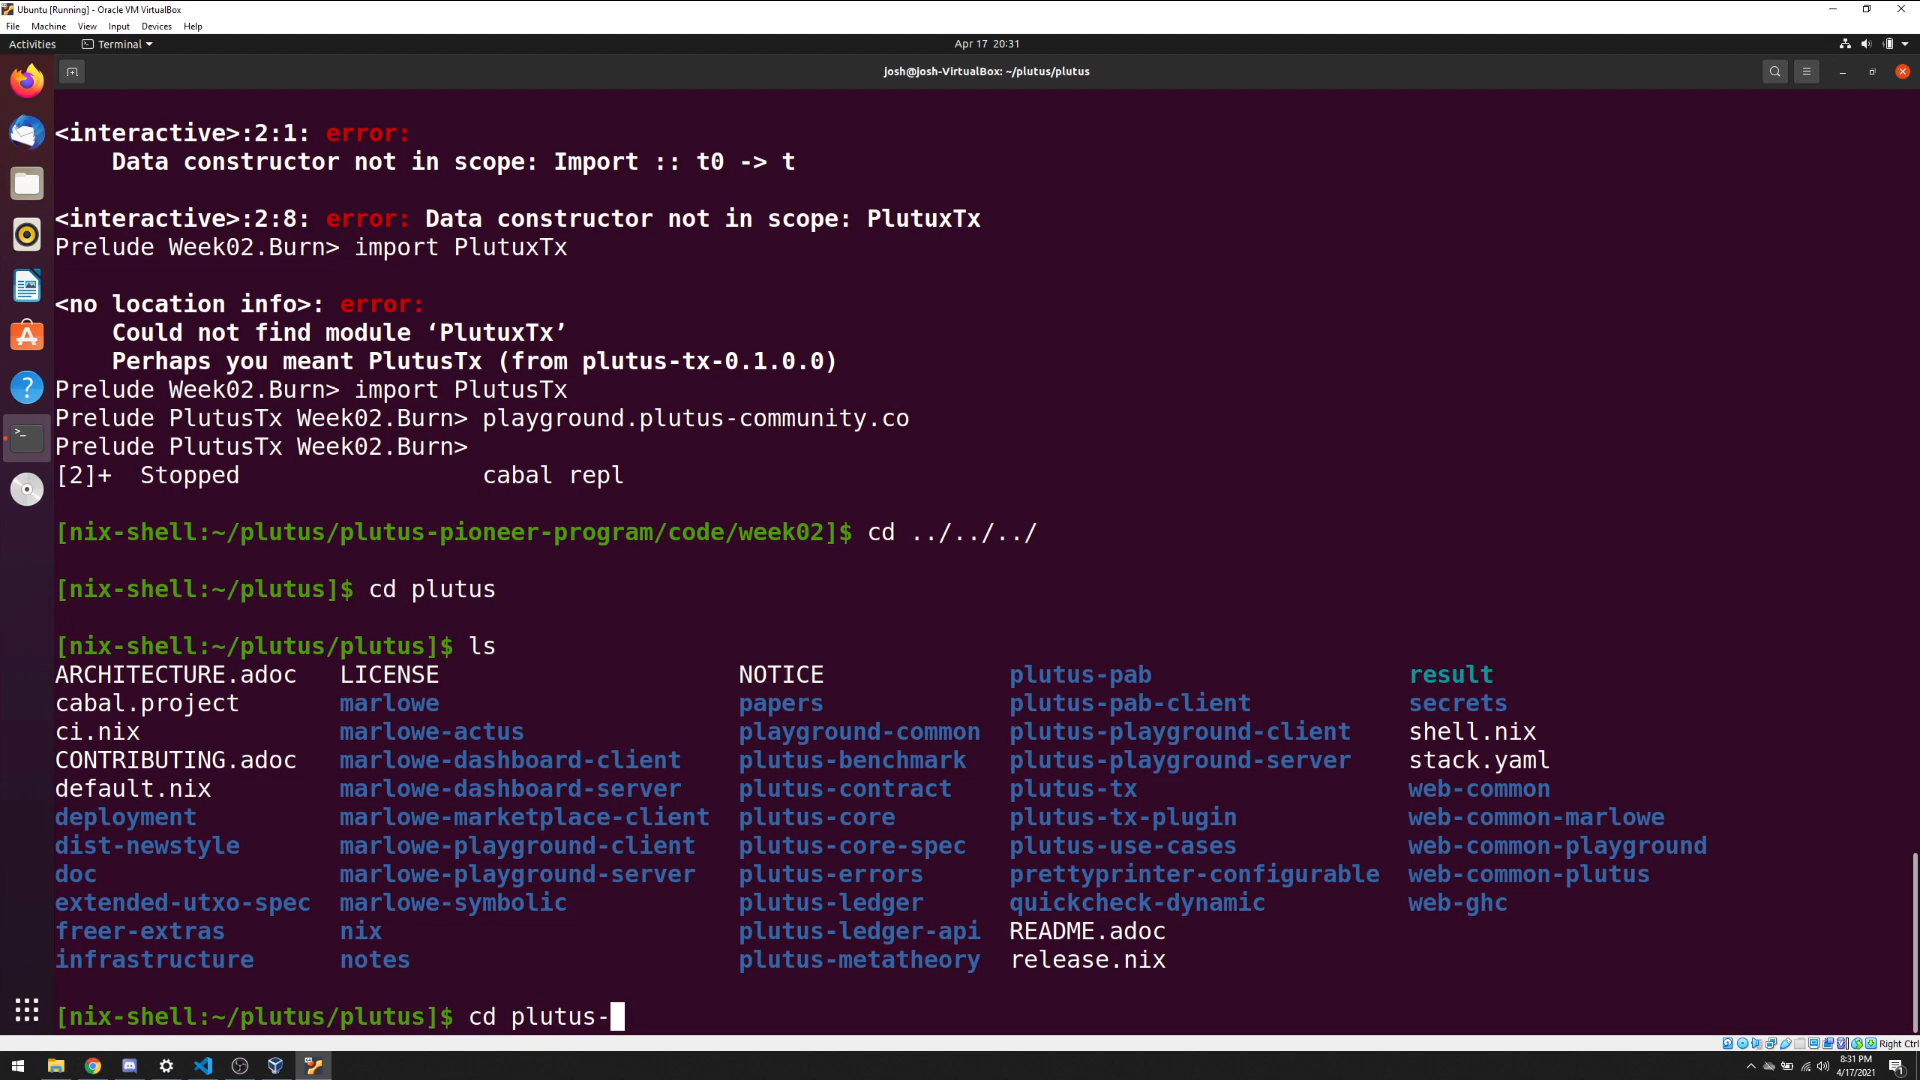 Ubuntu [Running] - Oracle VM VirtualBox
File Machine View Input Devices Help
Activities Terminal Apr 17 20:31
josh@josh-VirtualBox: ~/plutus/plutus
<interactive>:2:1: error:
Data constructor not in scope: Import :: t0 -> t
<interactive>:2:8: error: Data constructor not in scope: PlutuxTx
Prelude Week02.Burn> import PlutuxTx
<no location info>: error:
Could not find module ‘PlutuxTx’
Perhaps you meant PlutusTx (from plutus-tx-0.1.0.0)
Prelude Week02.Burn> import PlutusTx
Prelude PlutusTx Week02.Burn> playground.plutus-community.co
Prelude PlutusTx Week02.Burn>
[2]+ Stopped cabal repl
[nix-shell:~/plutus/plutus-pioneer-program/code/week02]$ cd ../../../
[nix-shell:~/plutus]$ cd plutus
[nix-shell:~/plutus/plutus]$ ls
ARCHITECTURE.adoc LICENSE NOTICE plutus-pab result
cabal.project marlowe papers plutus-pab-client secrets
ci.nix marlowe-actus playground-common plutus-playground-client shell.nix
CONTRIBUTING.adoc marlowe-dashboard-client plutus-benchmark plutus-playground-server stack.yaml
default.nix marlowe-dashboard-server plutus-contract plutus-tx web-common
deployment marlowe-marketplace-client plutus-core plutus-tx-plugin web-common-marlowe
dist-newstyle marlowe-playground-client plutus-core-spec plutus-use-cases web-common-playground
doc marlowe-playground-server plutus-errors prettyprinter-configurable web-common-plutus
extended-utxo-spec marlowe-symbolic plutus-ledger quickcheck-dynamic web-ghc
freer-extras nix plutus-ledger-api README.adoc
infrastructure notes plutus-metatheory release.nix
[nix-shell:~/plutus/plutus]$ cd plutus-
Right Ctrl
8:31 PM
4/17/2021